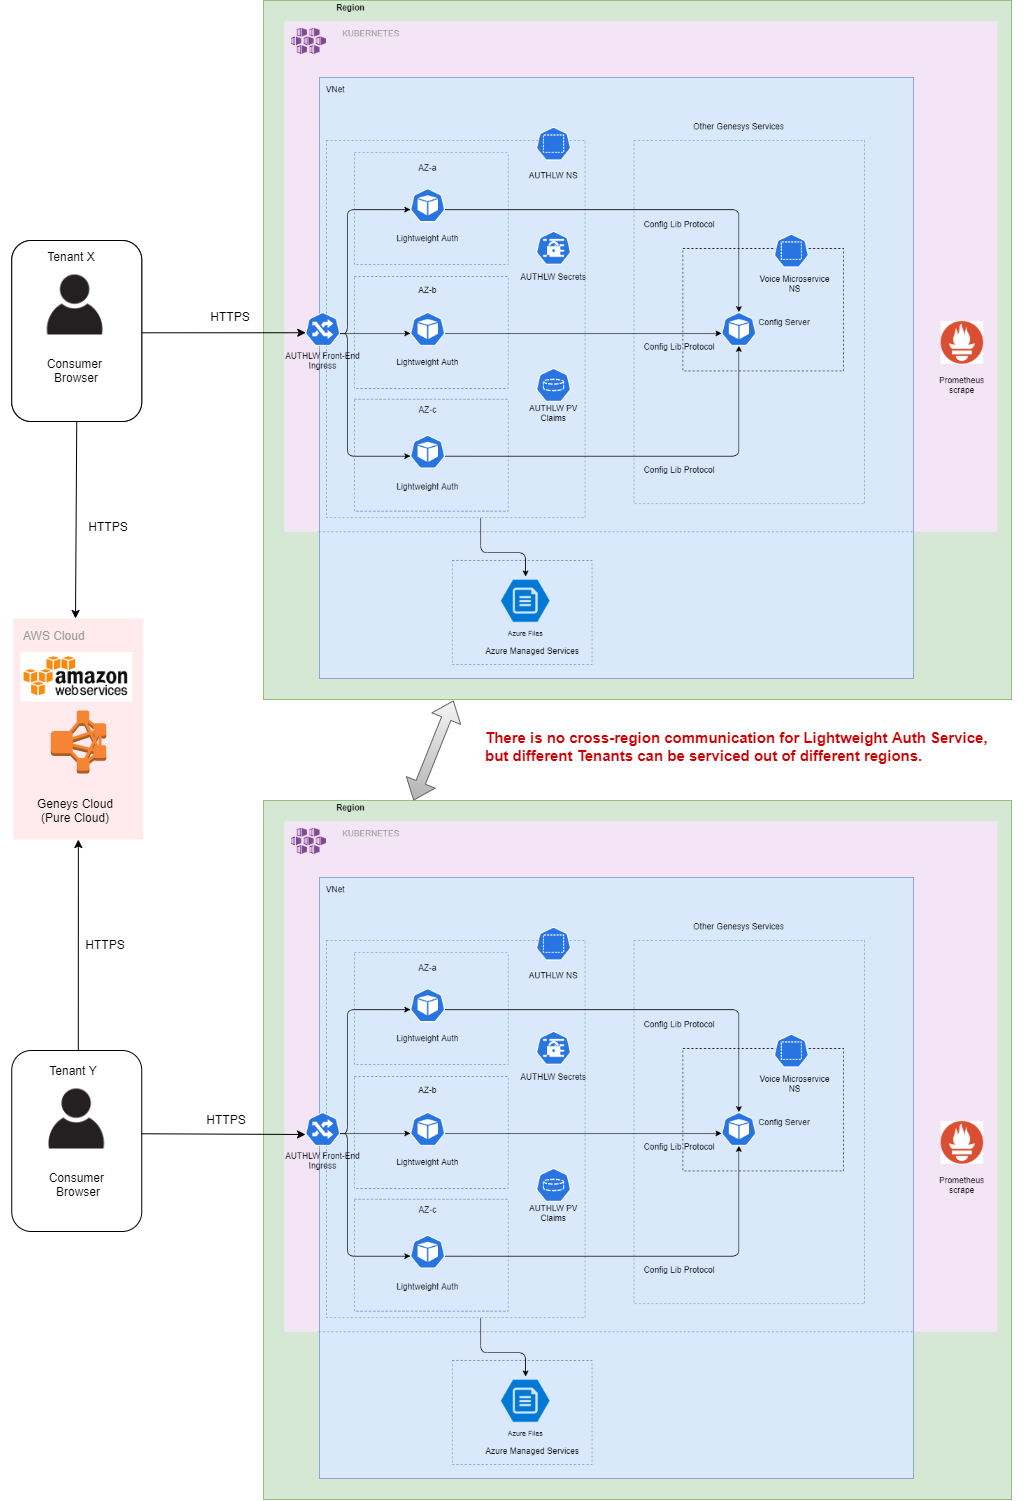 Region
KUBERNETES
VNet
Other Genesys Services
AZ-a
AUTHLW NS
Lightweight Auth
Config Lib Protocol
Tenant X
AUTHLW Secrets
Voice Microservice
NS
AZ-b
HTTPS
Config Server
Config Lib Protocol
AUTHLW Front-End
Ingress
Lightweight Auth
Consumer
Browser
Prometheus
scrape
AZ-c
AUTHLW PV
Claims
Config Lib Protocol
Lightweight Auth
HTTPS
AWS Cloud
amazon
webservices
Geneys Cloud
(Pure Cloud)
Azure Files
Azure Managed Services
There is no cross-region communication for Lightweight Auth Service,
but different Tenants can be serviced out of different regions.
Region
KUBERNETES
VNet
Other Genesys Services
HTTPS
AZ-a
AUTHLW NS
Lightweight Auth
Config Lib Protocol
Tenant Y
AUTHLW Secrets
Voice Microservice
NS
AZ-b
HTTPS
Config Server
Config Lib Protocol
AUTHLW Front-End
Ingress
Lightweight Auth
Consumer
Browser
Prometheus
scrape
AZ-c
AUTHLW PV
Claims
Config Lib Protocol
Lightweight Auth
Azure Files
Azure Managed Services